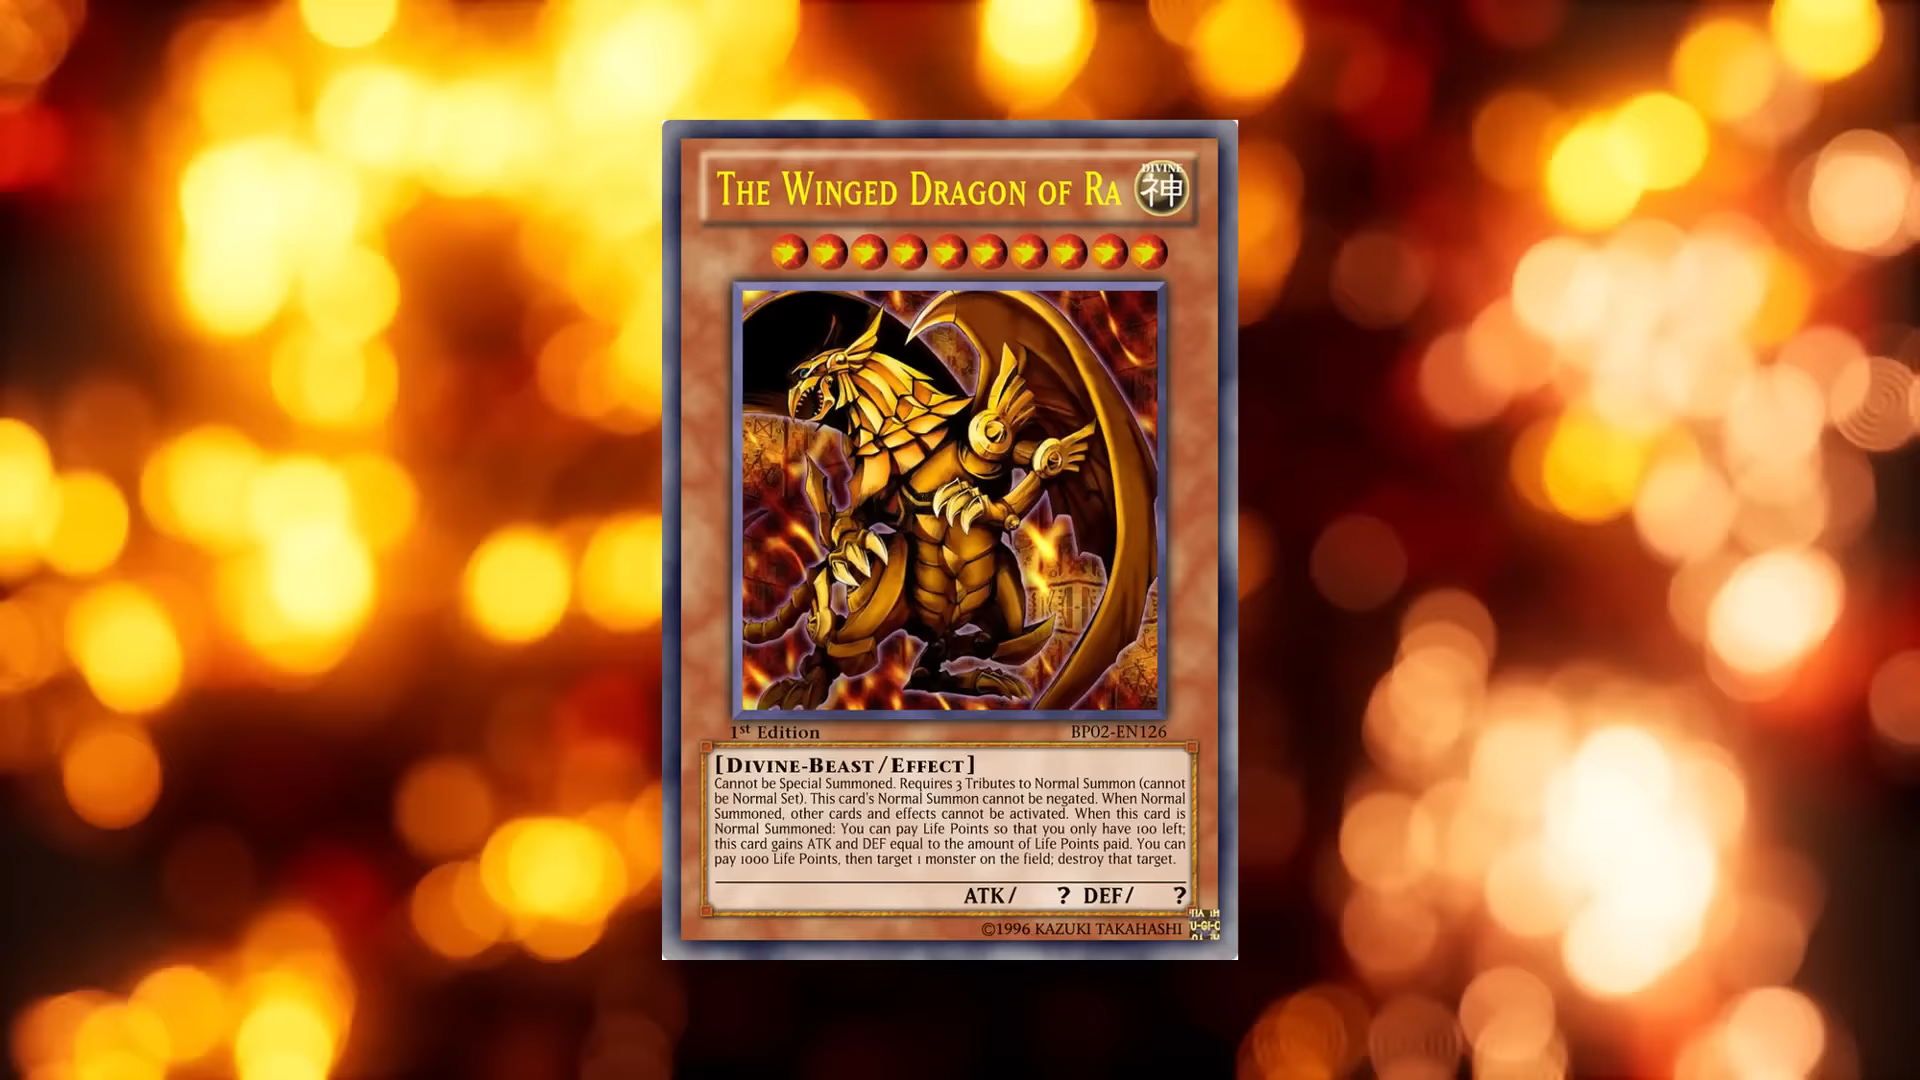 THE WINGED DRAGON OF RA
DIVINE
神
1st Edition
BP02-EN126
[DIVINE-BEAST/EFFECT]
Cannot be Special Summoned. Requires 3 Tributes to Normal Summon (cannot
be Normal Set). This card's Normal Summon cannot be negated. When Normal
Summoned, other cards and effects cannot be activated. When this card is
Normal Summoned: You can pay Life Points so that you only have 100 left;
this card gains ATK and DEF equal to the amount of Life Points paid. You can
pay 1000 Life Points, then target 1 monster on the field; destroy that target.
ATK/ ? DEF/ ?
©1996 KAZUKI TAKAHASHI